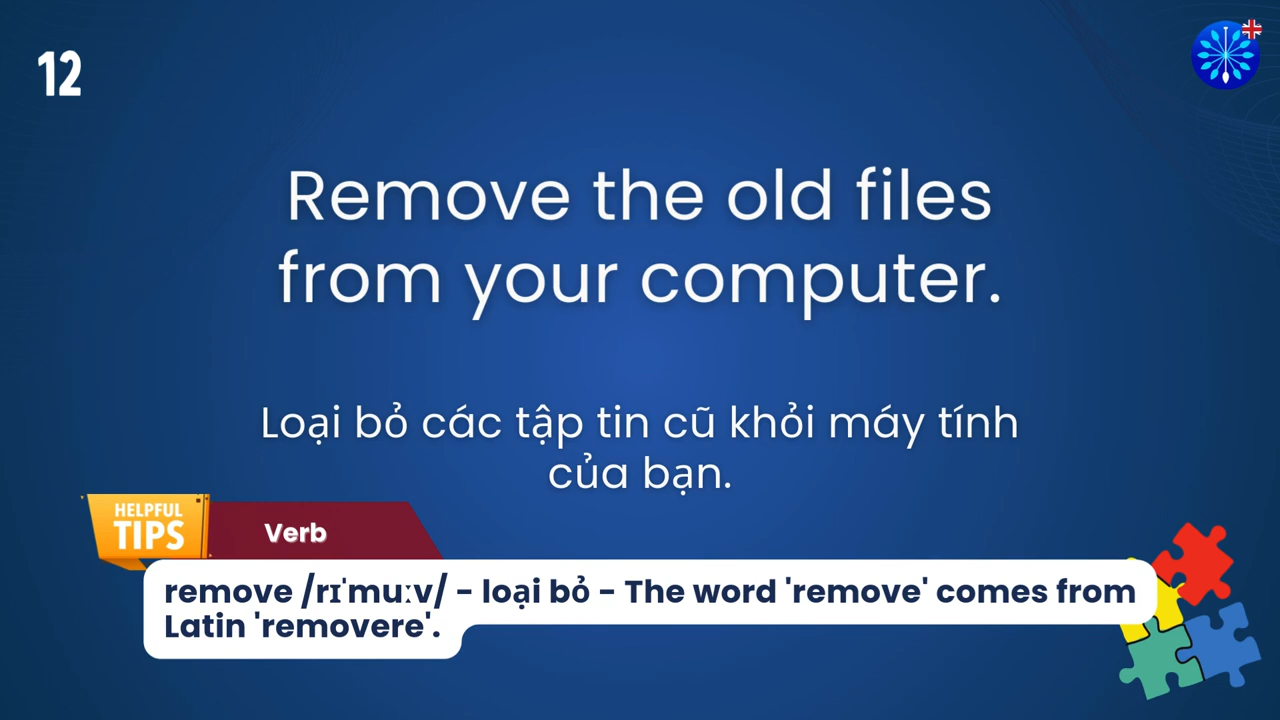 12
Remove the old files
from your computer.
Loại bỏ các tập tin cũ khỏi máy tính
của bạn.
HELPFUL
TIPS
Verb
remove /rɪˈmuːv/ - loại bỏ - The word 'remove' comes from
Latin 'removere'.